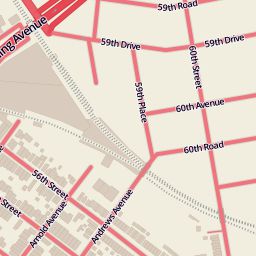 59th Road
59th Drive
59th Drive
ing Avenue
60th Street
59th Place
60th Avenue
60th Road
56th Street
Arnold Avenue
Andrews Avenue